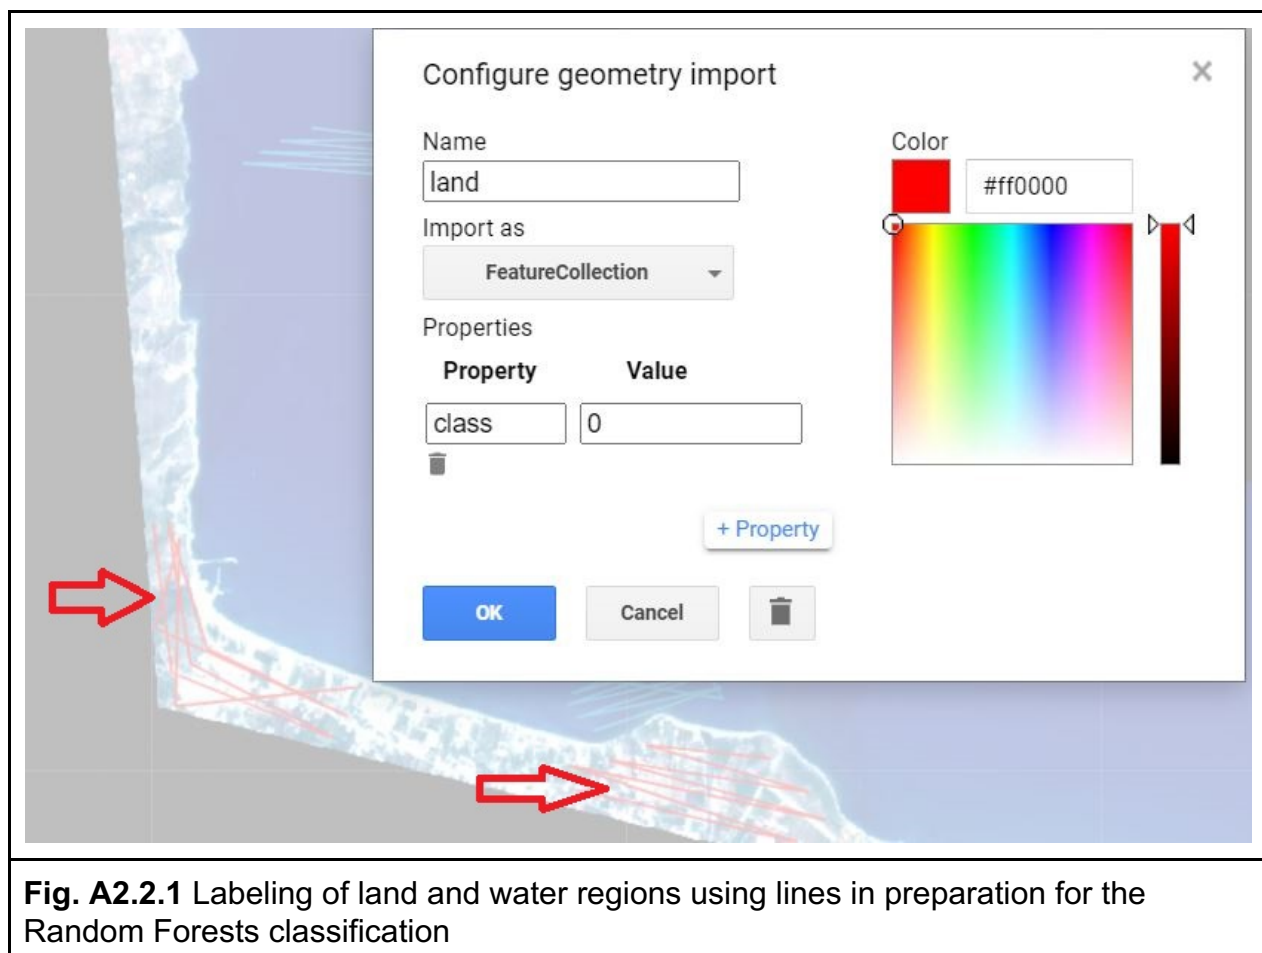 Configure geometry import
Name
land
Import as
FeatureCollection
Properties
Property Value
class 0
+ Property
OK Cancel
Color
#ff0000
Fig. A2.2.1 Labeling of land and water regions using lines in preparation for the
Random Forests classification